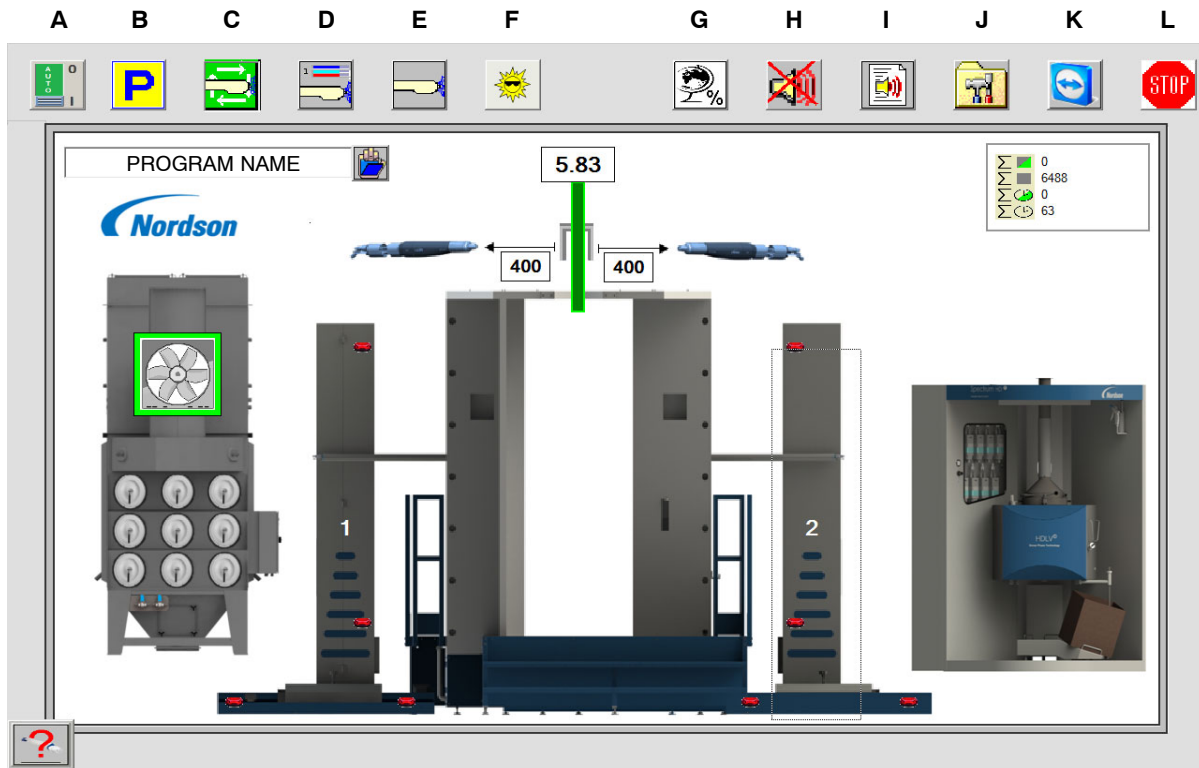 A B C D E F G H I J K L
AUTO 0 1
P
1
%
STOP
PROGRAM NAME
5.83
0
6488
0
63
Nordson
400 400
Nordson
HDLV
1 2
?